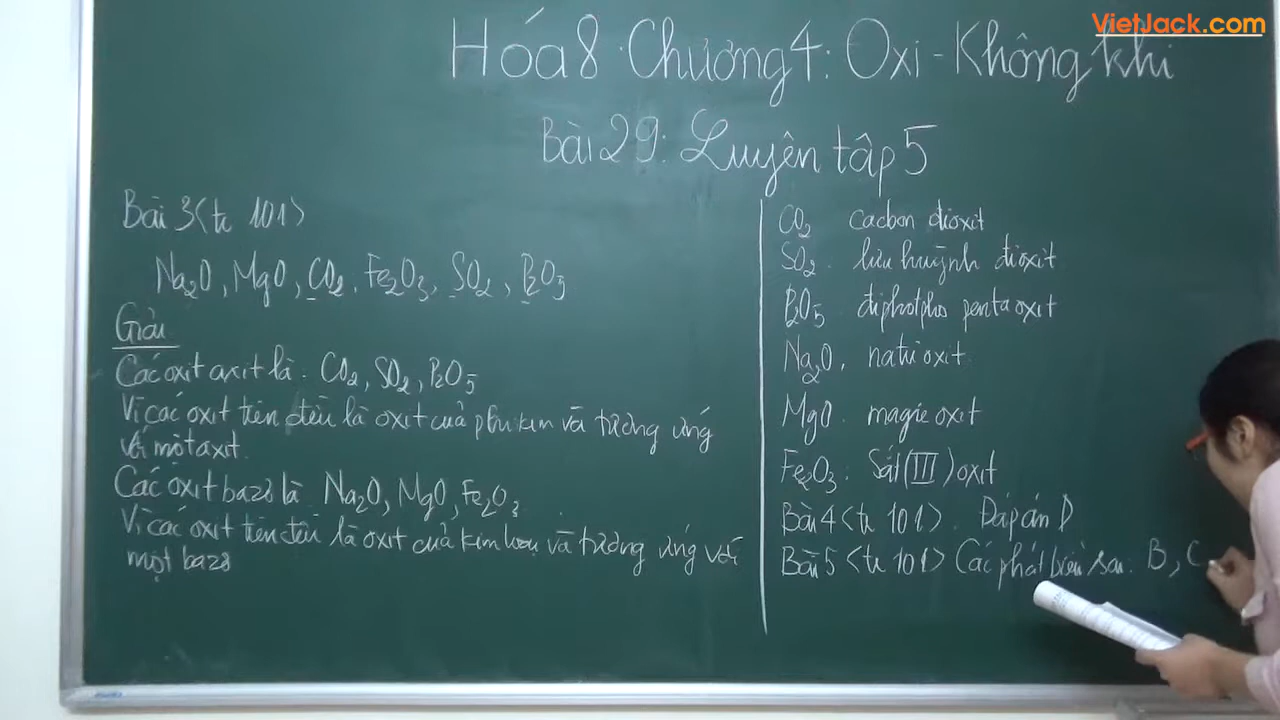 VietJack.com
Hóa 8. Chương 4: Oxi - Không khí
Bài 29: Luyện tập 5
Bài 3 <tr 101>
Na₂O, MgO, CO₂, Fe₂O₃, SO₂, P₂O₅
Giải
Các oxit axit là: CO₂, SO₂, P₂O₅
Vì các oxit trên đều là oxit của phi kim và tương ứng
với một axit.
Các oxit bazơ là Na₂O, MgO, Fe₂O₃
Vì các oxit trên đều là oxit của kim loại và tương ứng với
một bazơ
CO₂ cacbon đioxit
SO₂. lưu huỳnh đioxit
P₂O₅ điphotpho pentaoxit
Na₂O. natri oxit.
MgO. magie oxit
Fe₂O₃: Sắt (III) oxit
Bài 4 <tr 101>. Đáp án D
Bài 5 <tr 101> Các phát biểu sai: B, C